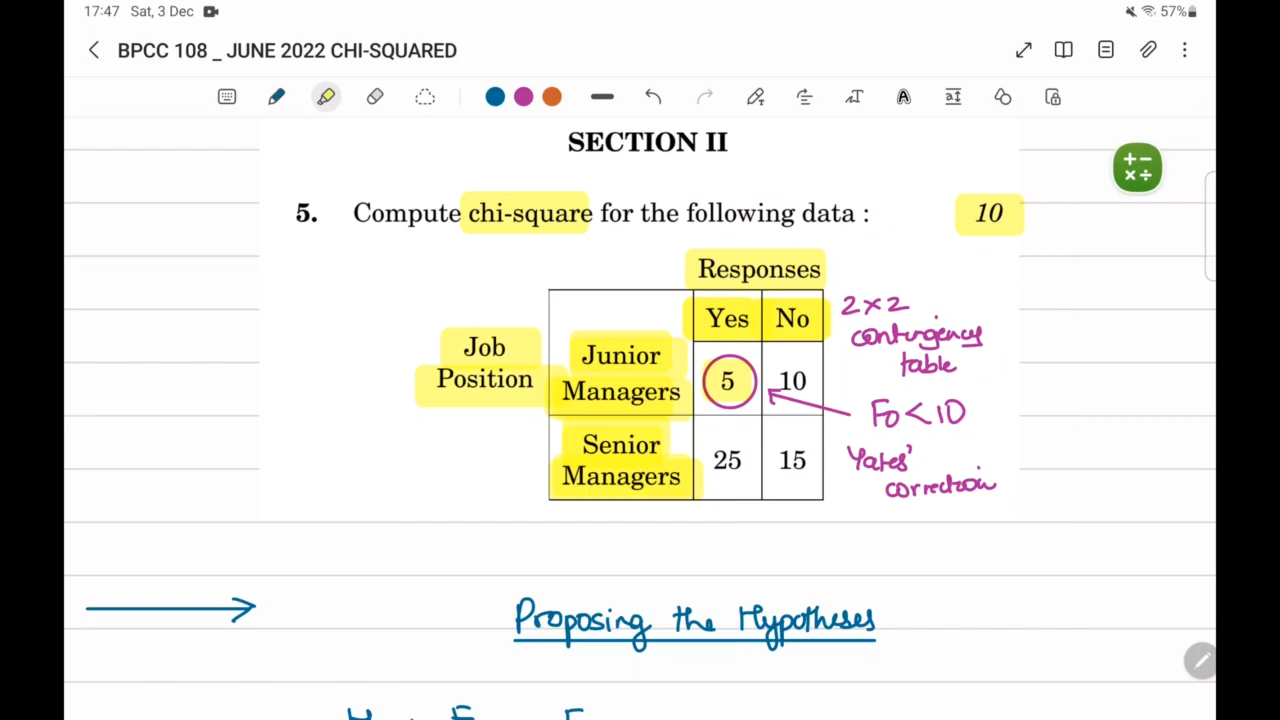 17:47 Sat, 3 Dec 57%
BPCC 108 _ JUNE 2022 CHI-SQUARED
SECTION II
5. Compute chi-square for the following data : 10
Responses
Yes No
Job Position
Junior Managers 5 10
Senior Managers 25 15
2×2
contingency
table
Fo < 10
Yates'
correction
Proposing the Hypotheses